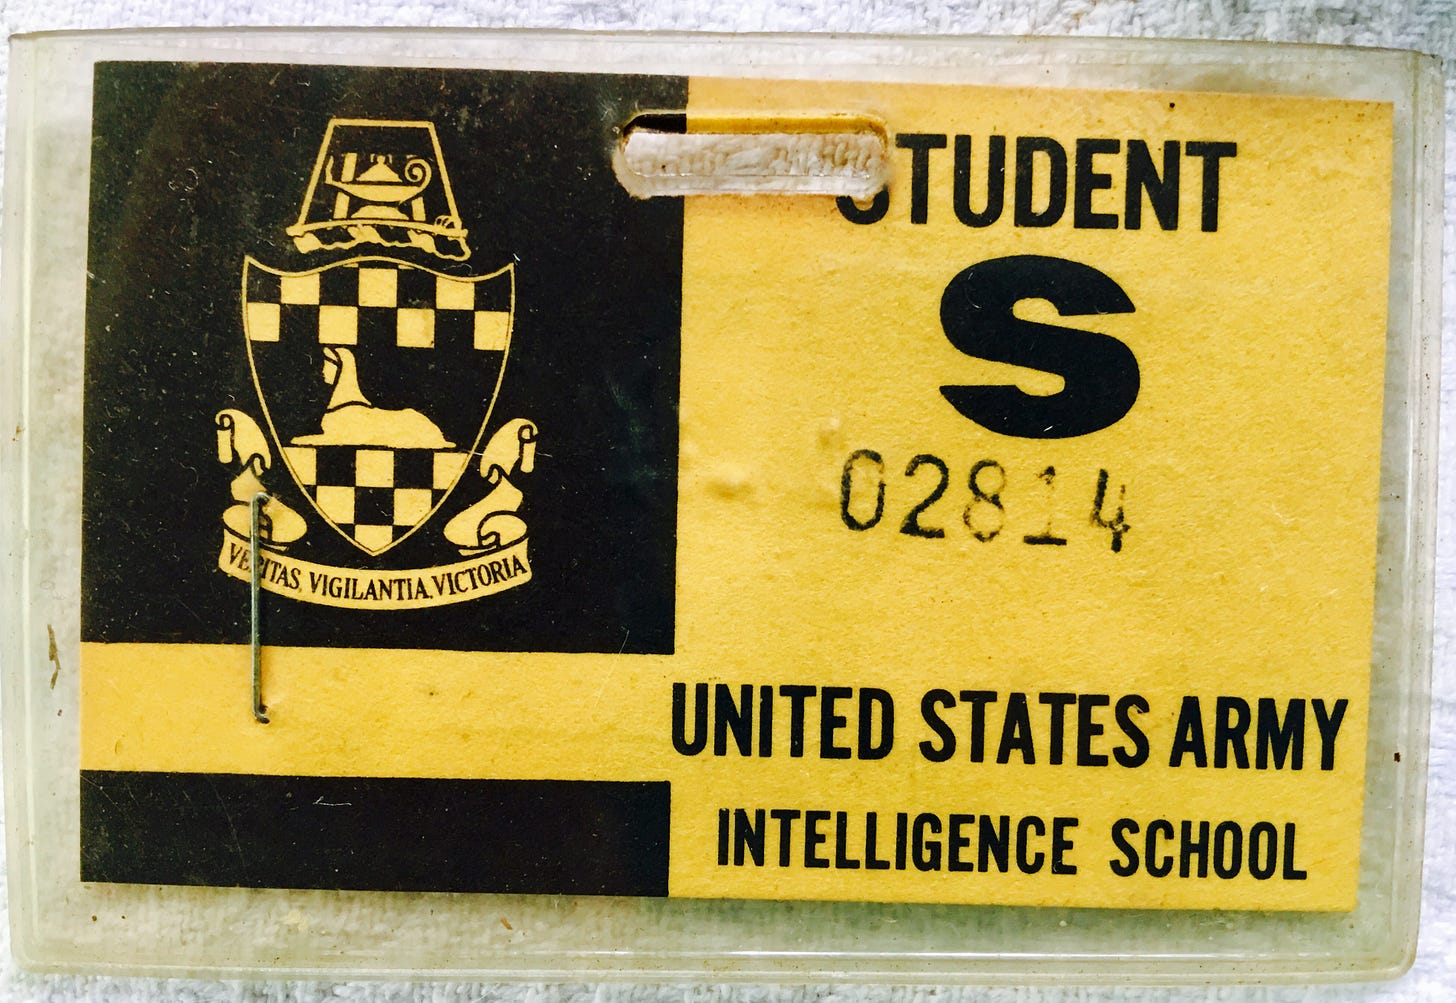 STUDENT
S
02814
VERITAS, VIGILANTIA, VICTORIA
UNITED STATES ARMY
INTELLIGENCE SCHOOL